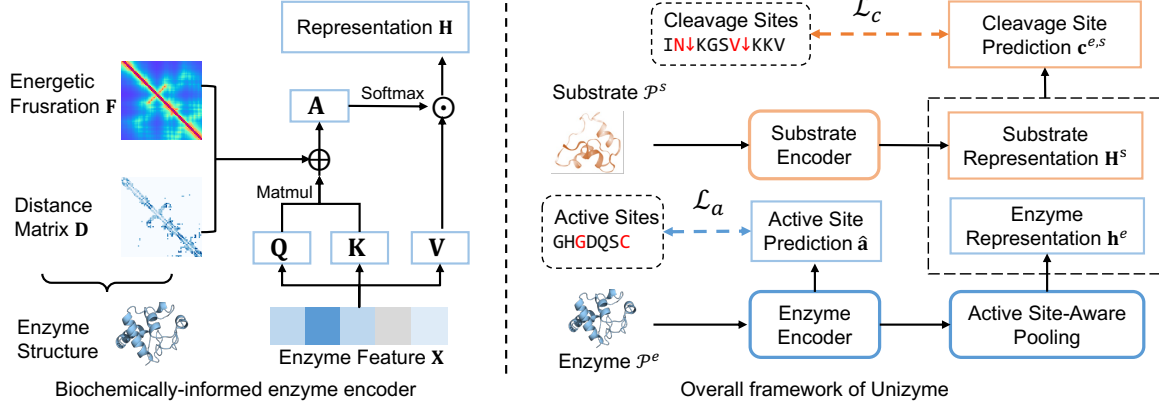 Representation H
Energetic
Frusration F
A
Softmax
Matmul
Distance
Matrix D
Q
K
V
Enzyme
Structure
Enzyme Feature X
Biochemically-informed enzyme encoder
Cleavage Sites
IN↓KGSV↓KKV
ℒc
Cleavage Site
Prediction c^e,s
Substrate 𝒫^s
Substrate
Encoder
Substrate
Representation H^s
Active Sites
GHGDQSC
ℒa
Active Site
Prediction â
Enzyme
Representation h^e
Enzyme
Encoder
Active Site-Aware
Pooling
Enzyme 𝒫^e
Overall framework of Unizyme